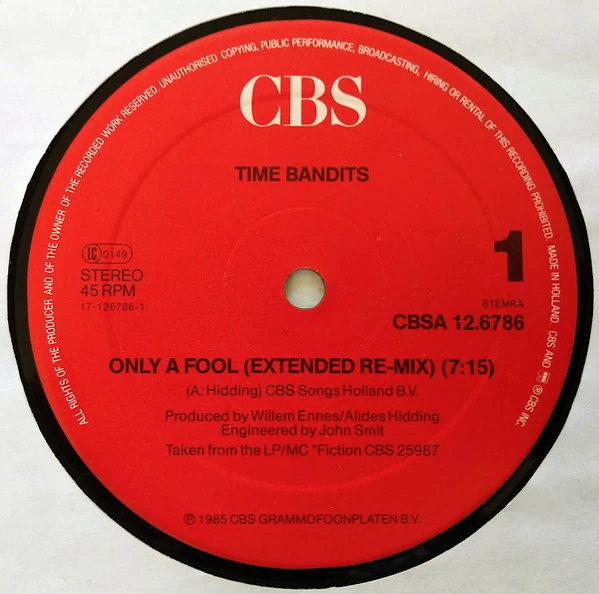 ALL RIGHTS OF THE PRODUCER AND OF THE OWNER OF THE RECORDED WORK RESERVED. UNAUTHORISED COPYING, PUBLIC PERFORMANCE, BROADCASTING, HIRING OR RENTAL OF THIS RECORDING PROHIBITED. MADE IN HOLLAND. CBS AND ® CBS INC.
CBS
TIME BANDITS
LC 0149
STEREO
45 RPM
17-126786-1
1
STEMRA
CBSA 12.6786
ONLY A FOOL (EXTENDED RE-MIX) (7:15)
(A. Hidding) CBS Songs Holland B.V.
Produced by Willem Ennes/Alides Hidding
Engineered by John Smit
Taken from the LP/MC "Fiction CBS 25987
℗ 1985 CBS GRAMMOFOONPLATEN B.V.